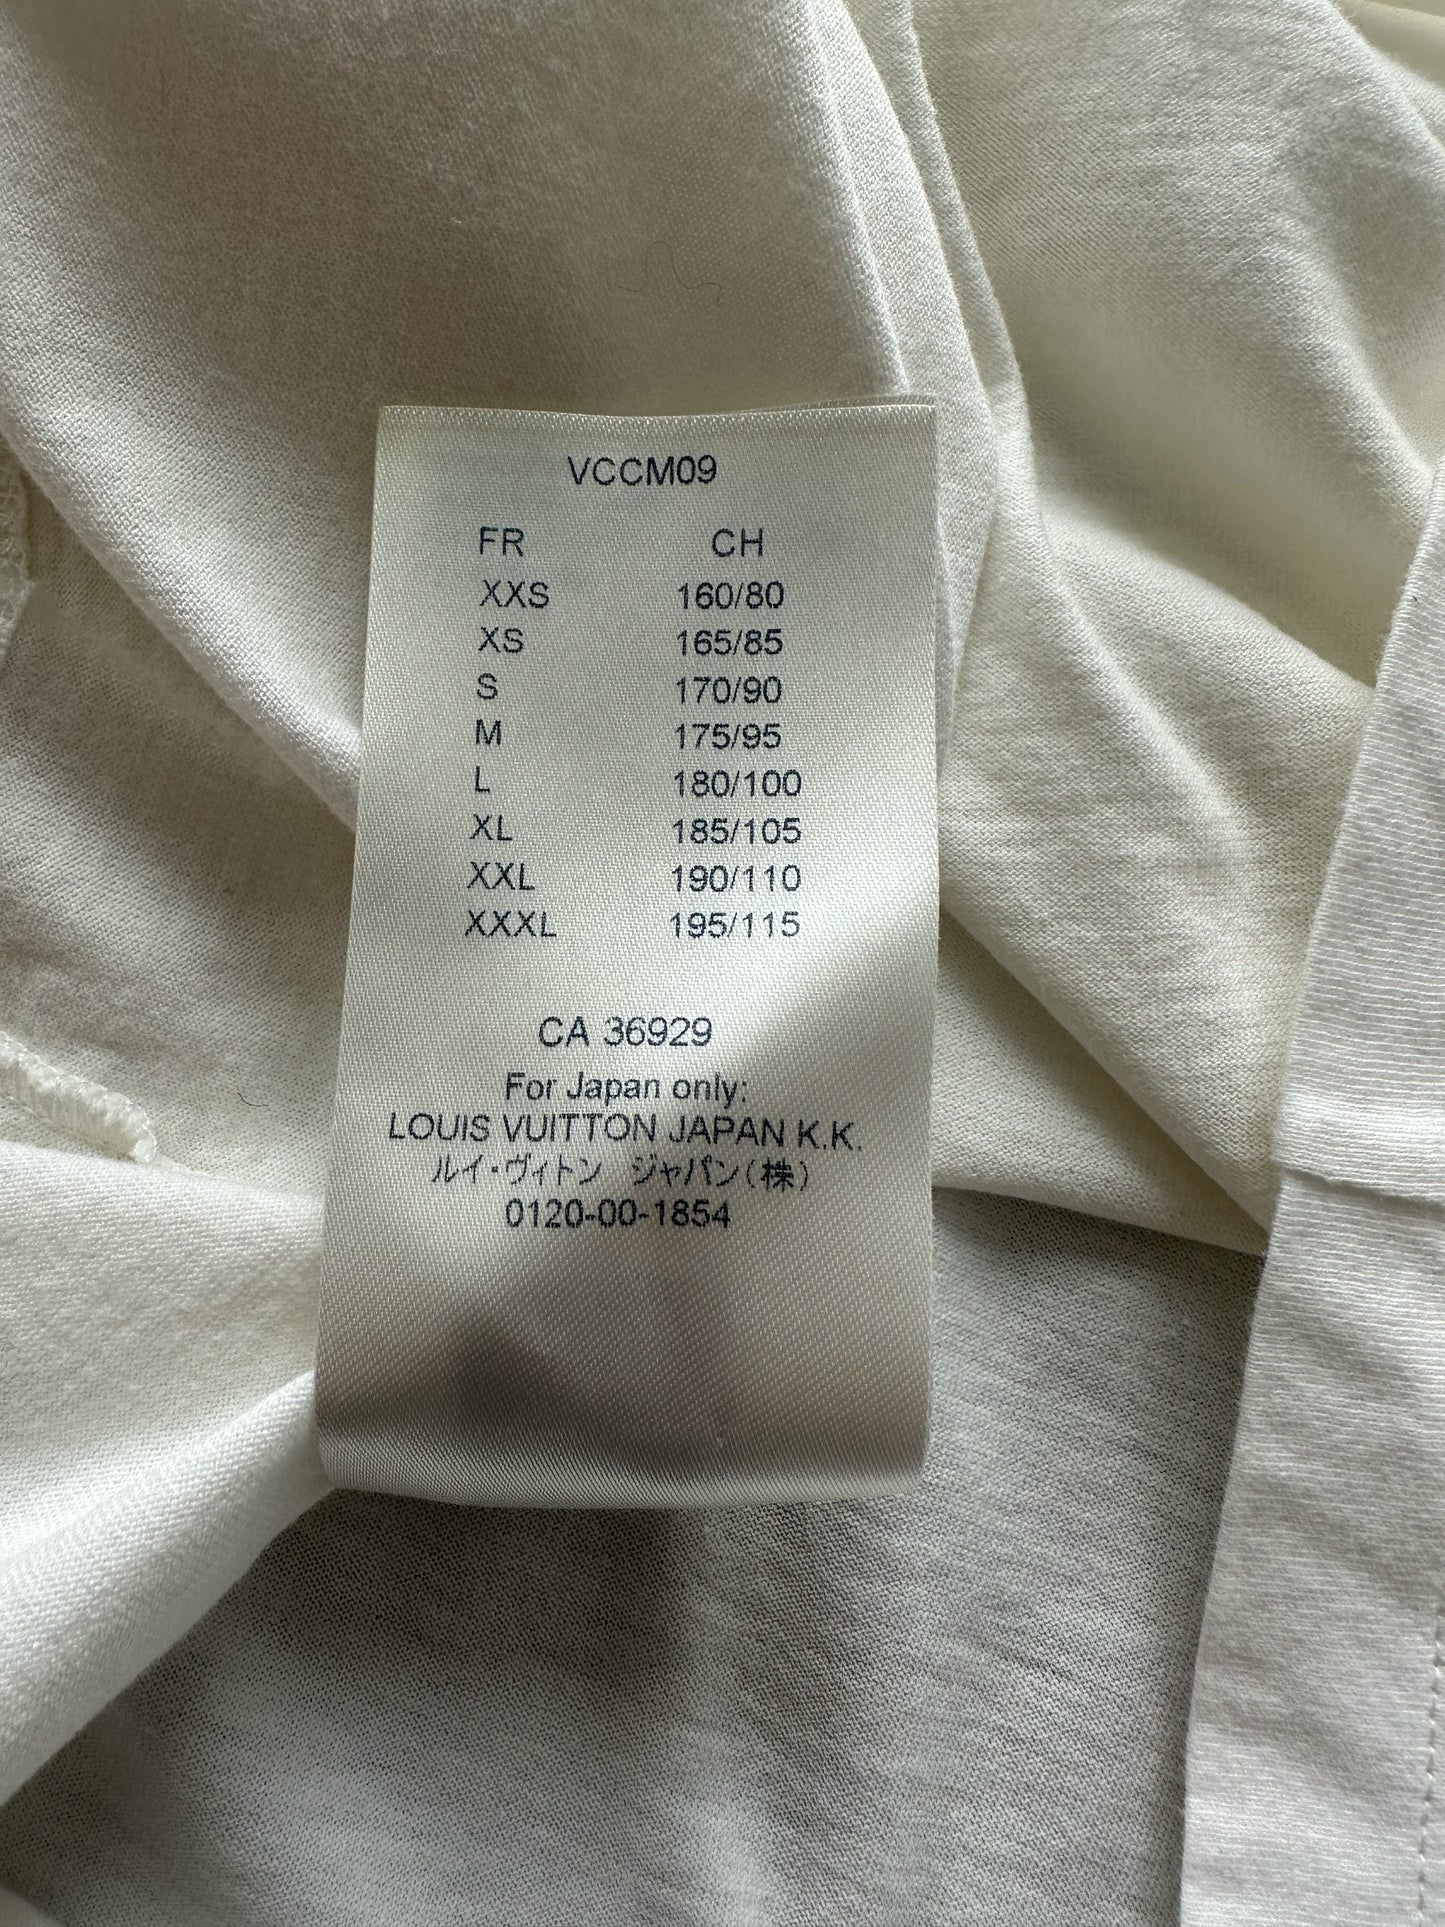 VCCM09
FR CH
XXS 160/80
XS 165/85
S 170/90
M 175/95
L 180/100
XL 185/105
XXL 190/110
XXXL 195/115
CA 36929
For Japan only:
LOUIS VUITTON JAPAN K.K.
ルイ・ヴィトン　ジャパン(株)
0120-00-1854